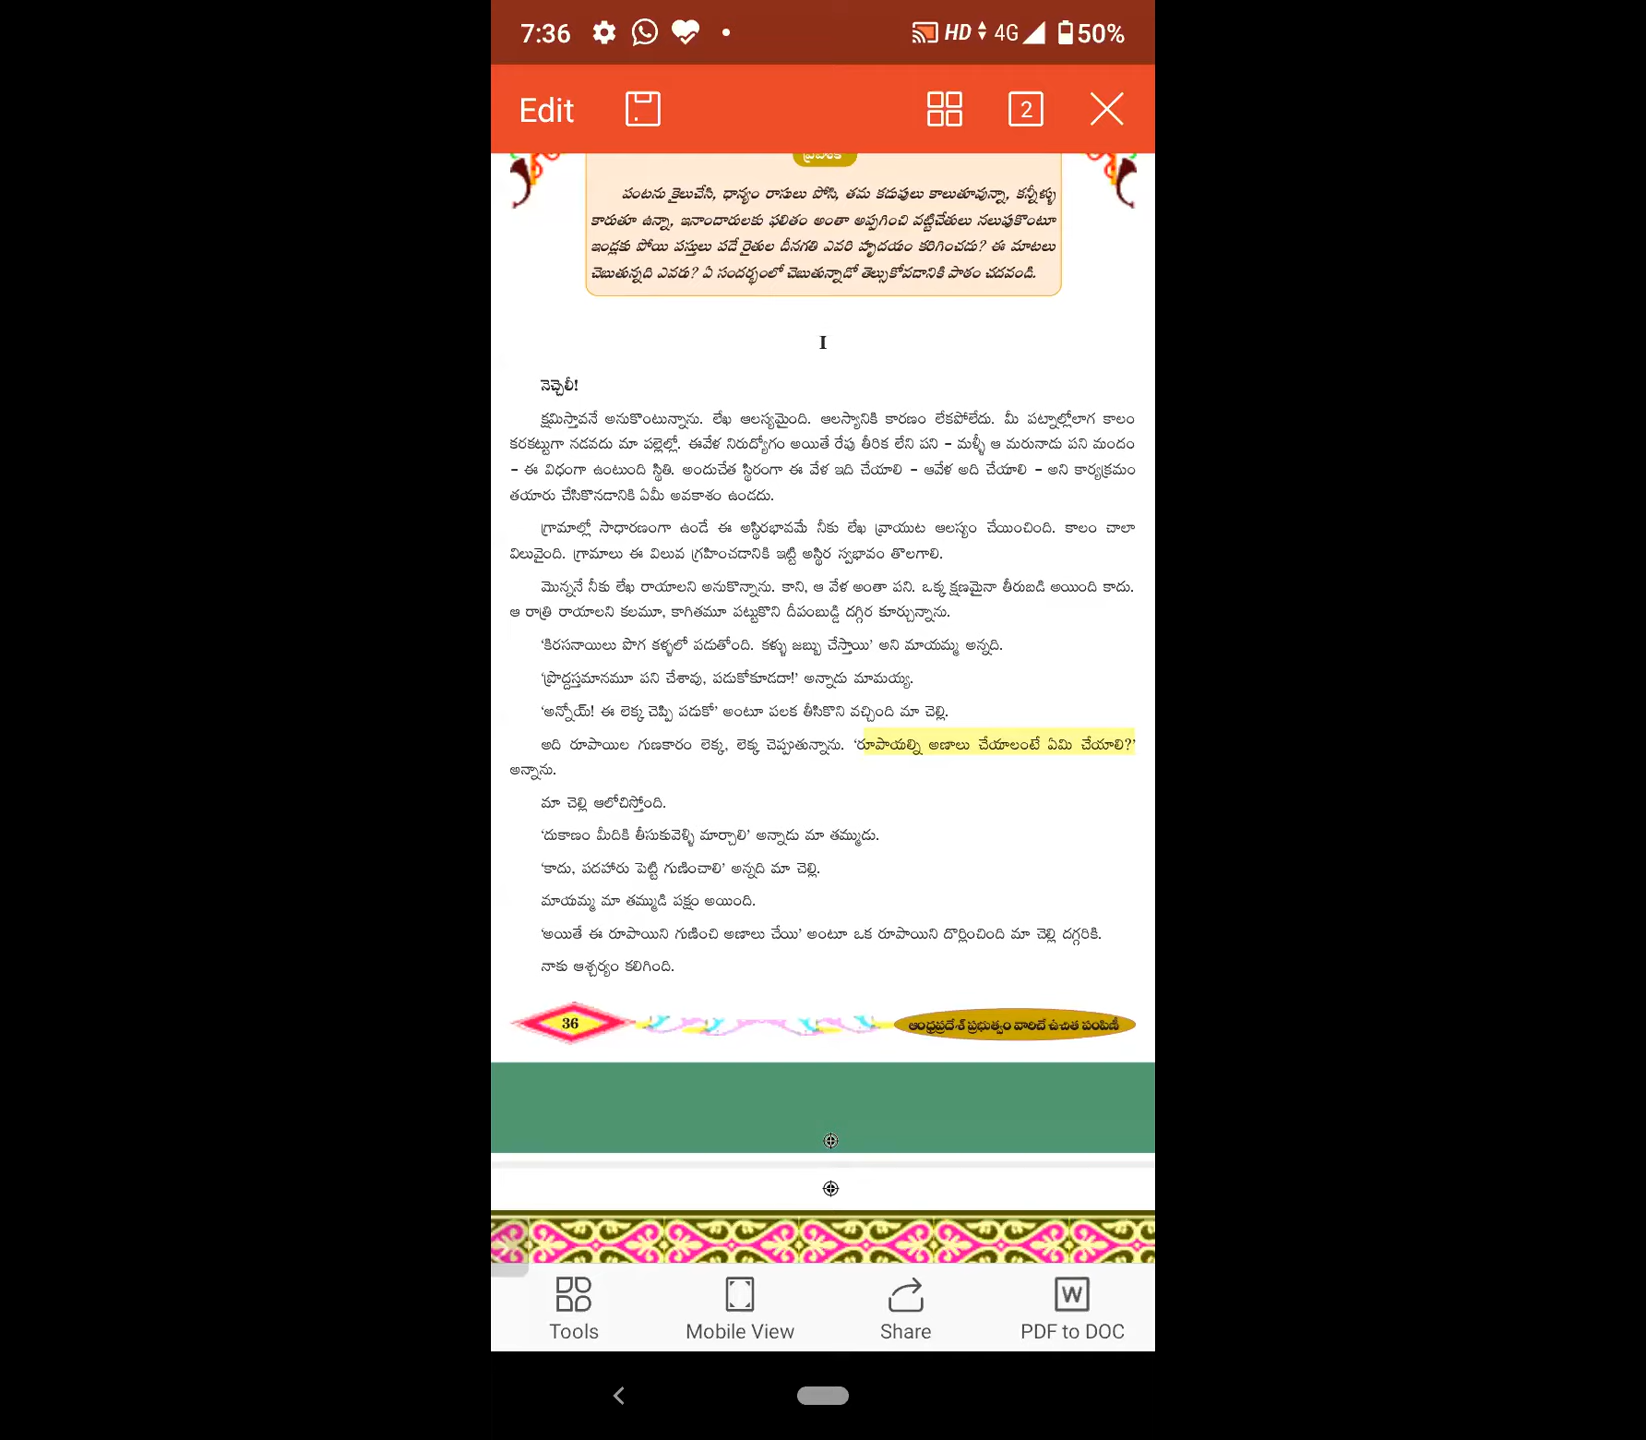 7:36 HD 4G 50%
Edit 2
పంటను కైలుచేసి, ధాన్యం రాసులు పోసి, తమ కడుపులు కాలుతూవున్నా, కన్నీళ్ళు
కారుతూ ఉన్నా, ఇనాందారులకు ఫలితం అంతా అప్పగించి వట్టిచేతులు నలుపుకొంటూ
ఇండ్లకు పోయి పస్తులు పడే రైతుల దీనగతి ఎవరి హృదయం కరిగించదు? ఈ మాటలు
చెబుతున్నది ఎవడు? ఏ సందర్భంలో చెబుతున్నాడో తెల్సుకోవడానికి పాఠం చదవండి.
I
నెచ్చెలీ!
క్షమిస్తావనే అనుకొంటున్నాను. లేఖ ఆలస్యమైంది. ఆలస్యానికి కారణం లేకపోలేదు. మీ పట్నాల్లోలాగ కాలం
కరకట్టుగా నడవదు మా పల్లెల్లో. ఈవేళ నిరుద్యోగం అయితే రేపు తీరిక లేని పని – మళ్ళీ ఆ మరునాడు పని మందం
– ఈ విధంగా ఉంటుంది స్థితి. అందుచేత స్థిరంగా ఈ వేళ ఇది చేయాలి – ఆవేళ అది చేయాలి – అని కార్యక్రమం
తయారు చేసికొనడానికి ఏమీ అవకాశం ఉండదు.
గ్రామాల్లో సాధారణంగా ఉండే ఈ అస్థిరభావమే నీకు లేఖ వ్రాయుట ఆలస్యం చేయించింది. కాలం చాలా
విలువైంది. గ్రామాలు ఈ విలువ గ్రహించడానికి ఇట్టి అస్థిర స్వభావం తొలగాలి.
మొన్ననే నీకు లేఖ రాయాలని అనుకొన్నాను. కాని, ఆ వేళ అంతా పని. ఒక్క క్షణమైనా తీరుబడి అయింది కాదు.
ఆ రాత్రి రాయాలని కలమూ, కాగితమూ పట్టుకొని దీపంబుడ్డి దగ్గిర కూర్చున్నాను.
‘కిరసనాయిలు పొగ కళ్ళలో పడుతోంది. కళ్ళు జబ్బు చేస్తాయి’ అని మాయమ్మ అన్నది.
‘ప్రొద్దస్తమానమూ పని చేశావు, పడుకోకూడదా!’ అన్నాడు మామయ్య.
‘అన్నోయ్! ఈ లెక్క చెప్పి పడుకో’ అంటూ పలక తీసికొని వచ్చింది మా చెల్లి.
అది రూపాయిల గుణకారం లెక్క, లెక్క చెప్పుతున్నాను. ‘రూపాయల్ని అణాలు చేయాలంటే ఏమి చేయాలి?’
అన్నాను.
మా చెల్లి ఆలోచిస్తోంది.
‘దుకాణం మీదికి తీసుకువెళ్ళి మార్చాలి’ అన్నాడు మా తమ్ముడు.
‘కాదు, పదహారు పెట్టి గుణించాలి’ అన్నది మా చెల్లి.
మాయమ్మ మా తమ్ముడి పక్షం అయింది.
‘అయితే ఈ రూపాయిని గుణించి అణాలు చేయి’ అంటూ ఒక రూపాయిని దొర్లించింది మా చెల్లి దగ్గరికి.
నాకు ఆశ్చర్యం కలిగింది.
36 ఆంధ్రప్రదేశ్ ప్రభుత్వం వారిచే ఉచిత పంపిణీ
Tools Mobile View Share PDF to DOC